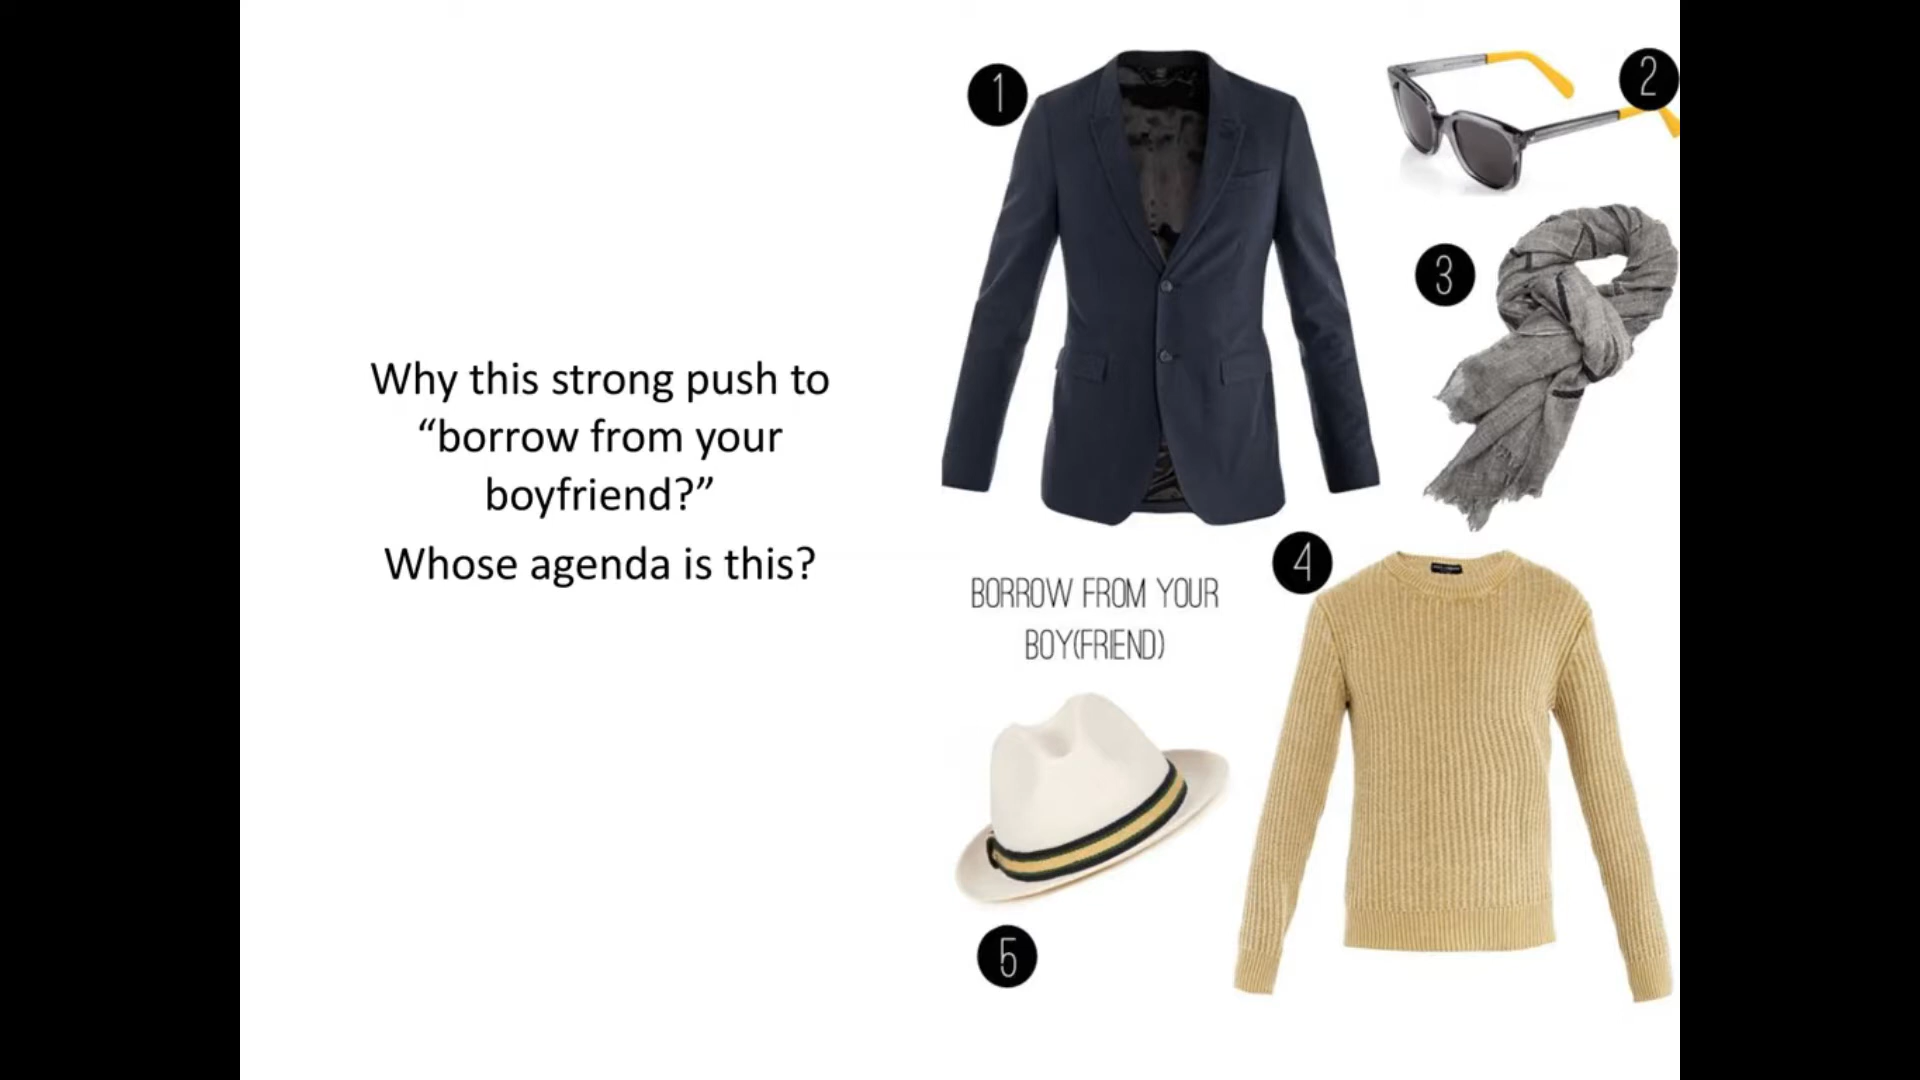 Why this strong push to
“borrow from your
boyfriend?”
Whose agenda is this?
1
2
3
4
BORROW FROM YOUR
BOY(FRIEND)
5